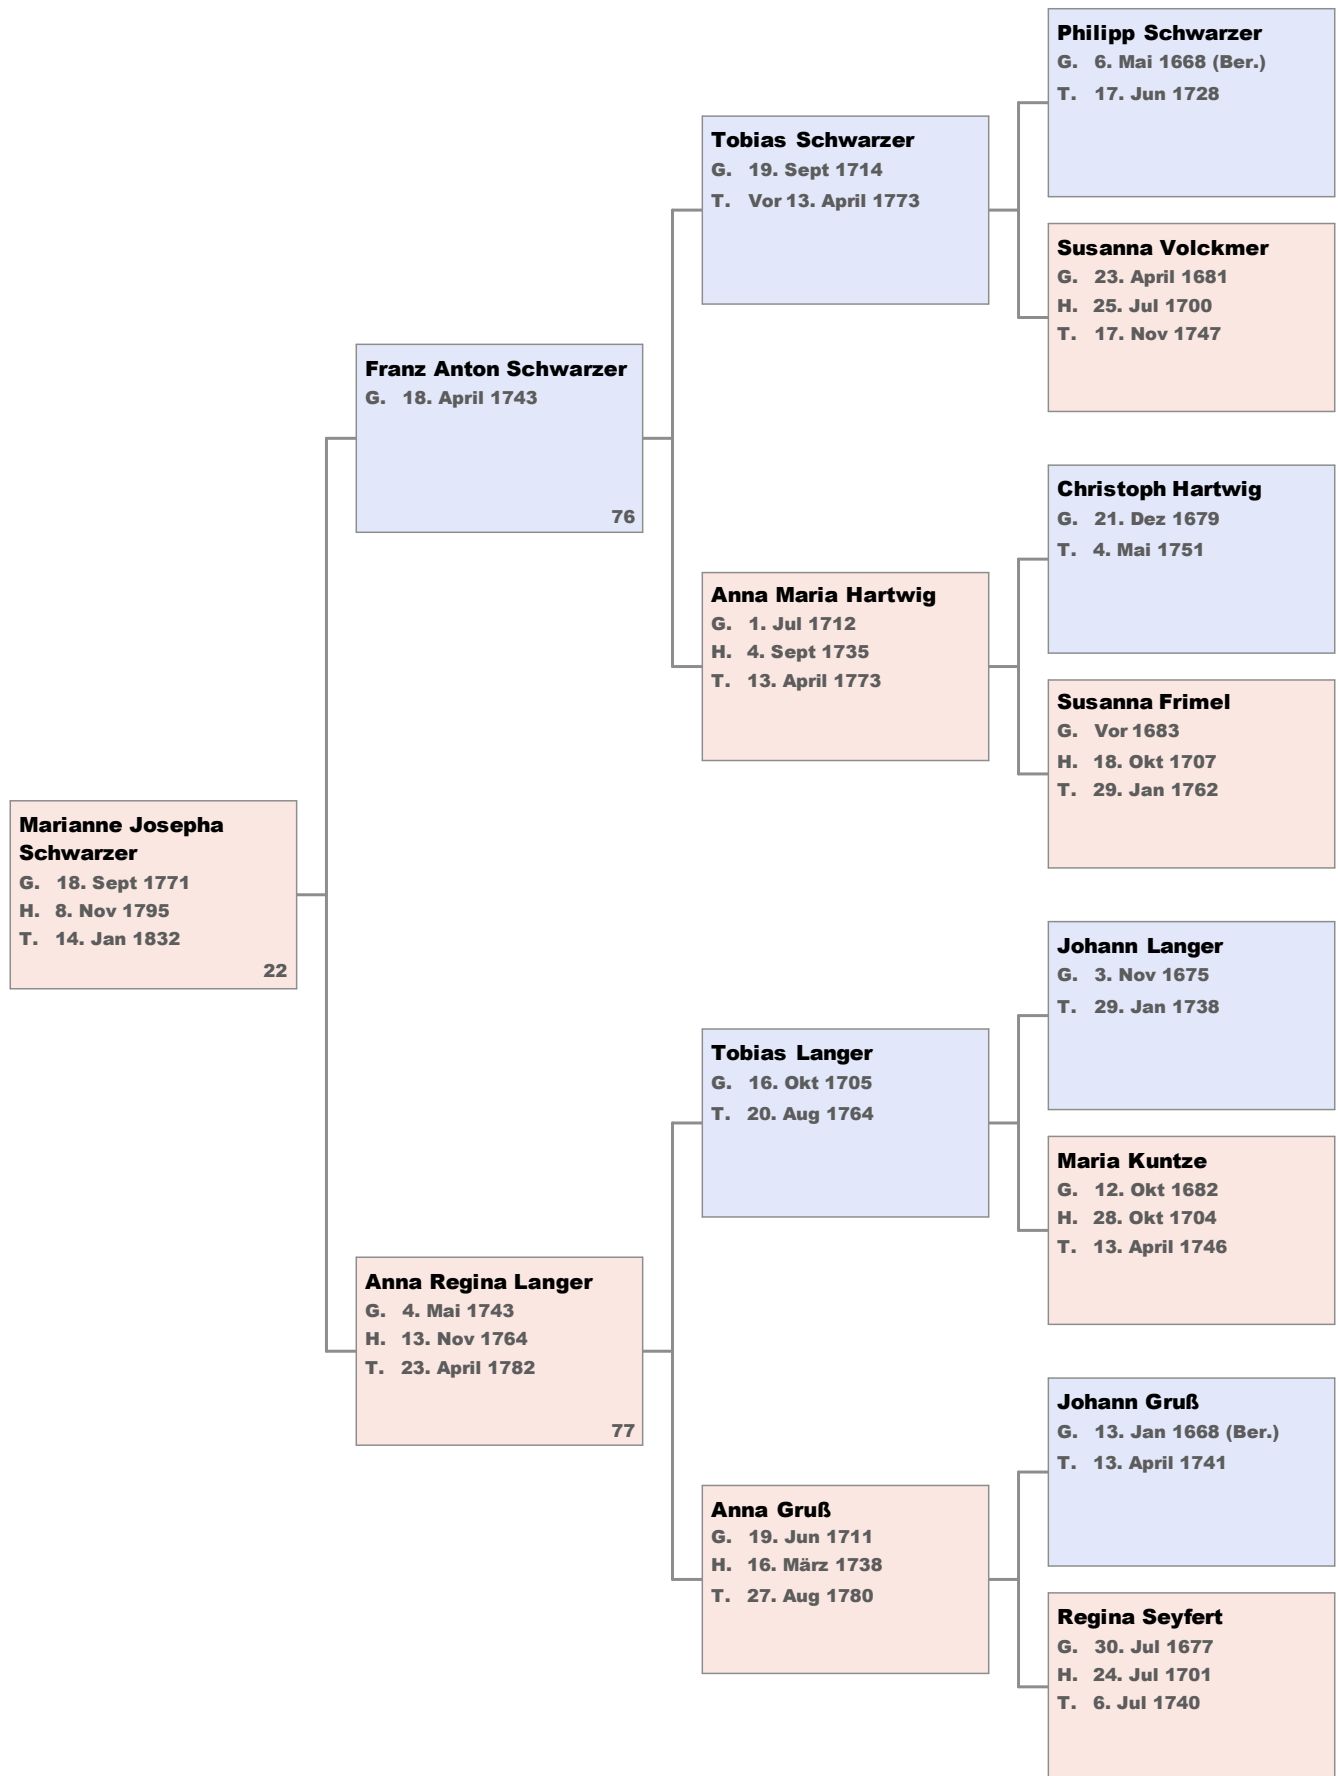 Philipp Schwarzer
G. 6. Mai 1668 (Ber.)
T. 17. Jun 1728
Tobias Schwarzer
G. 19. Sept 1714
T. Vor 13. April 1773
Susanna Volckmer
G. 23. April 1681
H. 25. Jul 1700
T. 17. Nov 1747
Franz Anton Schwarzer
G. 18. April 1743
76
Christoph Hartwig
G. 21. Dez 1679
T. 4. Mai 1751
Anna Maria Hartwig
G. 1. Jul 1712
H. 4. Sept 1735
T. 13. April 1773
Susanna Frimel
G. Vor 1683
H. 18. Okt 1707
T. 29. Jan 1762
Marianne Josepha
Schwarzer
G. 18. Sept 1771
H. 8. Nov 1795
T. 14. Jan 1832
22
Johann Langer
G. 3. Nov 1675
T. 29. Jan 1738
Tobias Langer
G. 16. Okt 1705
T. 20. Aug 1764
Maria Kuntze
G. 12. Okt 1682
H. 28. Okt 1704
T. 13. April 1746
Anna Regina Langer
G. 4. Mai 1743
H. 13. Nov 1764
T. 23. April 1782
77
Johann Gruß
G. 13. Jan 1668 (Ber.)
T. 13. April 1741
Anna Gruß
G. 19. Jun 1711
H. 16. März 1738
T. 27. Aug 1780
Regina Seyfert
G. 30. Jul 1677
H. 24. Jul 1701
T. 6. Jul 1740